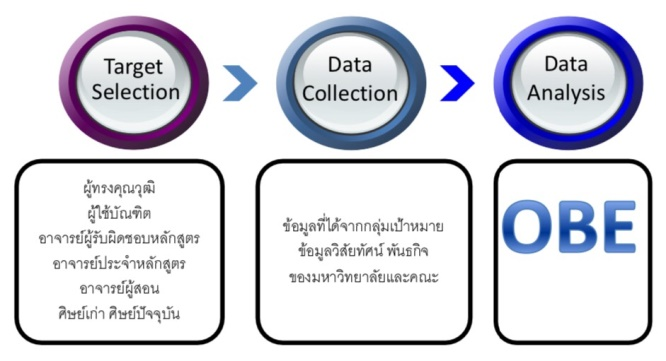 Target
Selection
Data
Collection
Data
Analysis
ผู้ทรงคุณวุฒิ
ผู้ใช้บัณฑิต
อาจารย์ผู้รับผิดชอบหลักสูตร
อาจารย์ประจำหลักสูตร
อาจารย์ผู้สอน
ศิษย์เก่า ศิษย์ปัจจุบัน
ข้อมูลที่ได้จากกลุ่มเป้าหมาย
ข้อมูลวิสัยทัศน์ พันธกิจ
ของมหาวิทยาลัยและคณะ
OBE